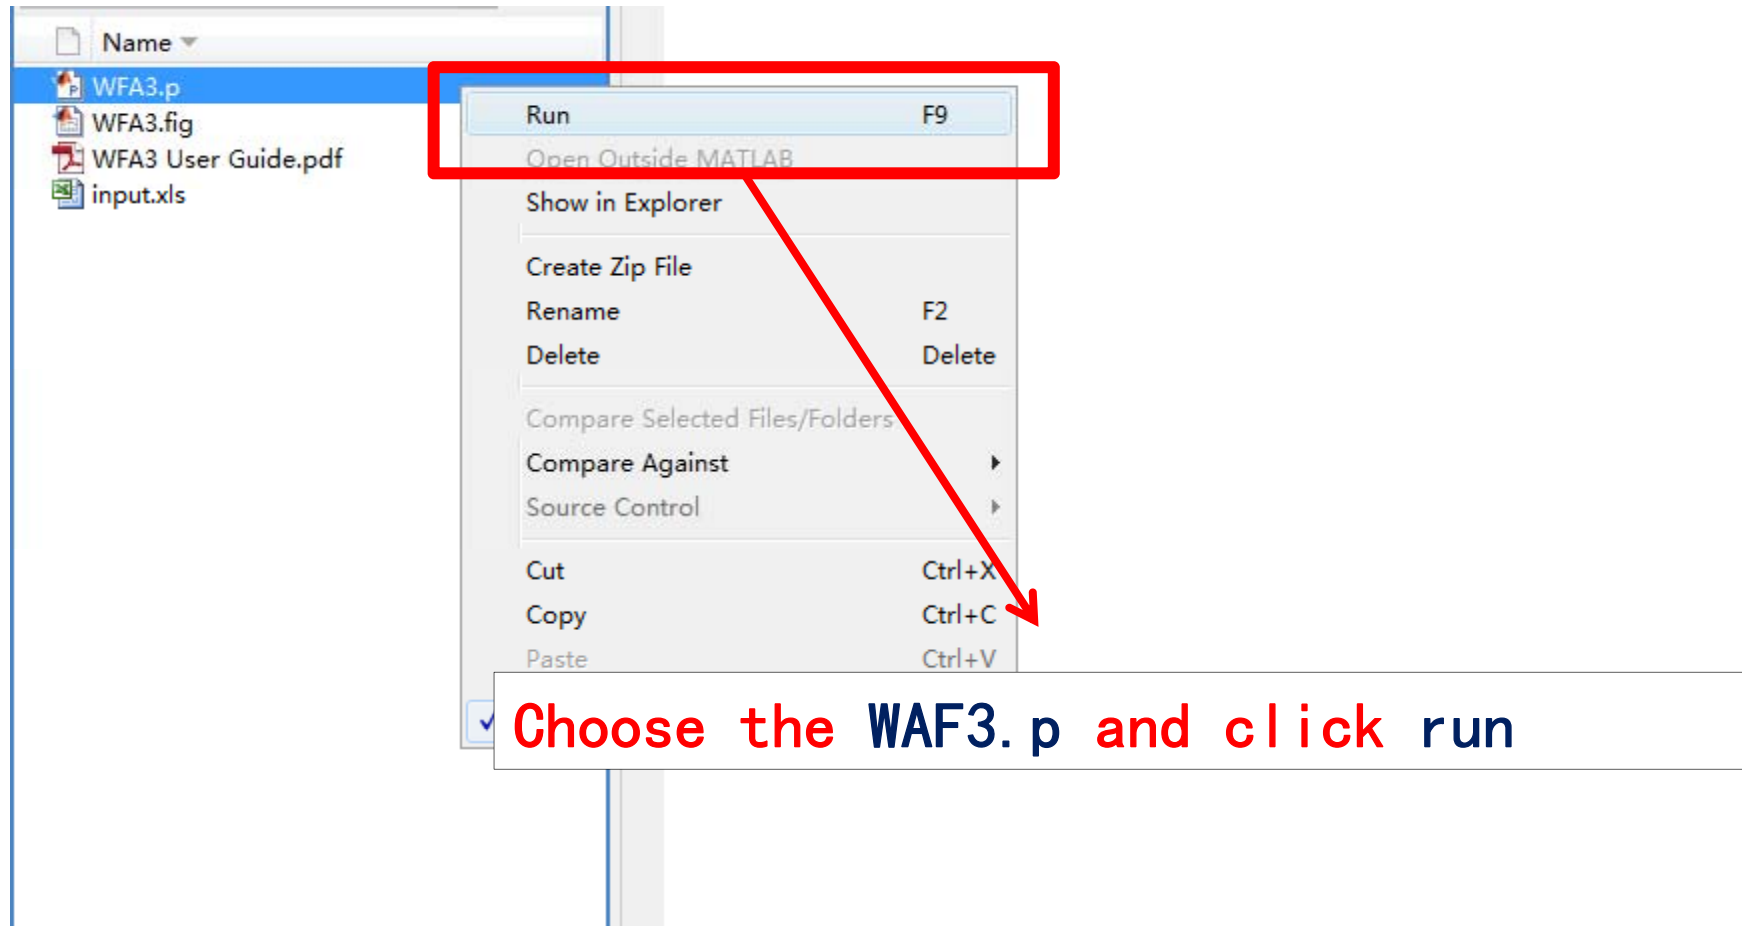 Name
WFA3.p
WFA3.fig
WFA3 User Guide.pdf
input.xls
Run F9
Open Outside MATLAB
Show in Explorer
Create Zip File
Rename F2
Delete Delete
Compare Selected Files/Folders
Compare Against
Source Control
Cut Ctrl+X
Copy Ctrl+C
Paste Ctrl+V
Choose the WAF3.p and click run